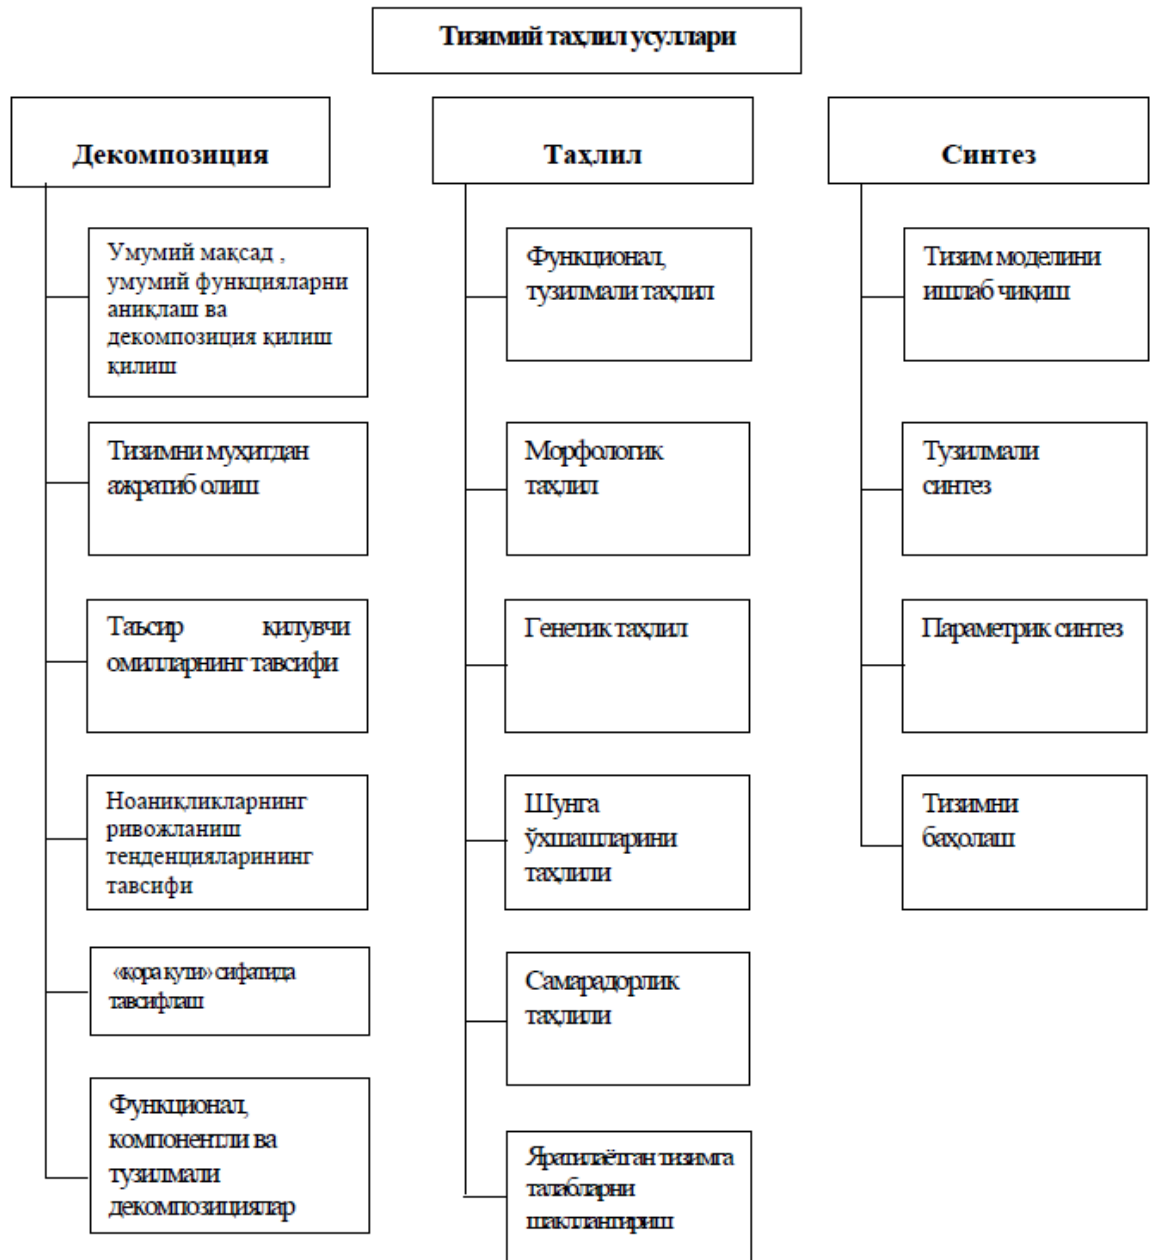 Тизимий таҳлил усуллари
Декомпозиция
Умумий мақсад ,
умумий функцияларни
аниқлаш ва
декомпозиция қилиш
қилиш
Тизимни муҳитдан
ажратиб олиш
Таъсир қилувчи
омилларнинг тавсифи
Ноаниқликларнинг
ривожланиш
тенденцияларининг
тавсифи
«қора қути» сифатида
тавсифлаш
Функционал,
компонентли ва
тузилмали
декомпозициялар
Таҳлил
Функционал,
тузилмали таҳлил
Морфологик
таҳлил
Генетик таҳлил
Шунга
ўхшашларини
таҳлили
Самарадорлик
таҳлили
Яратилаётган тизимга
талабларни
шакллантириш
Синтез
Тизим моделини
ишлаб чиқиш
Тузилмали
синтез
Параметрик синтез
Тизимни
баҳолаш